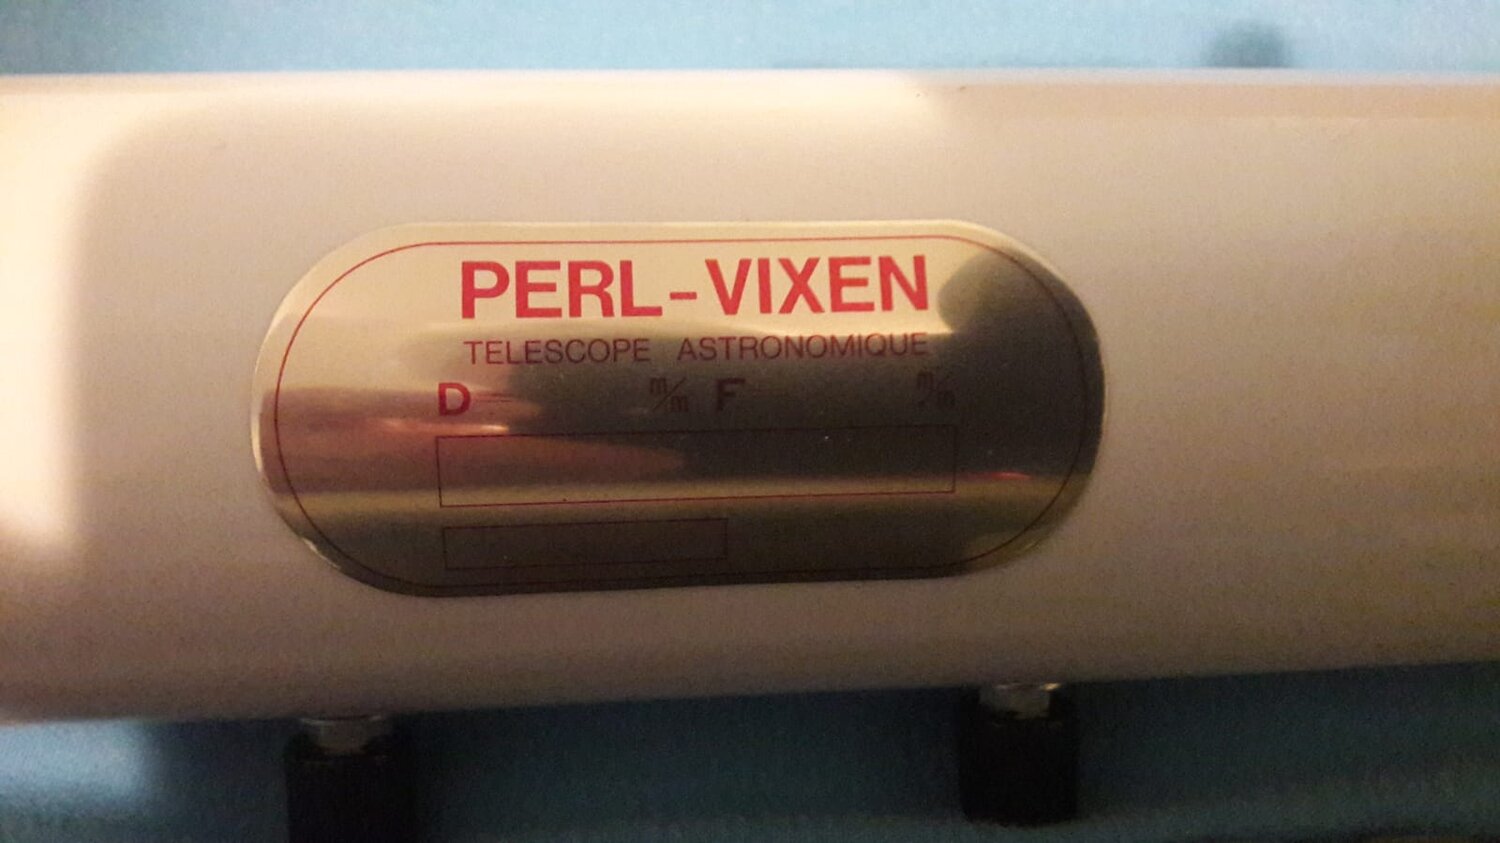 PERL-VIXEN
TELESCOPE ASTRONOMIQUE
D m/m F m/m